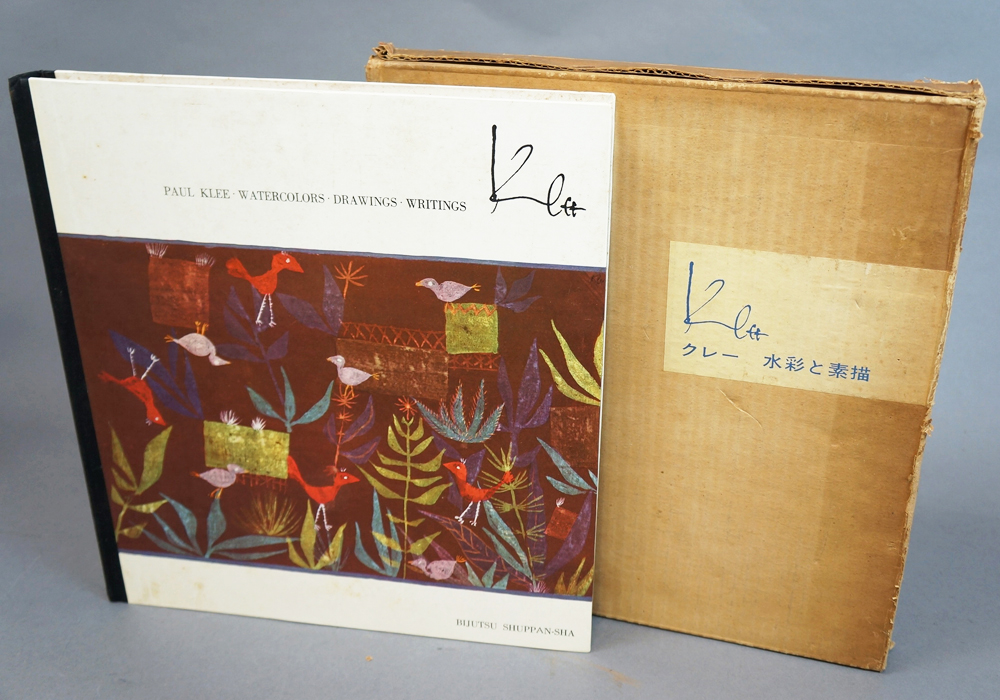 PAUL KLEE · WATERCOLORS · DRAWINGS · WRITINGS
Klee
BIJUTSU SHUPPAN-SHA
Klee
クレー 水彩と素描